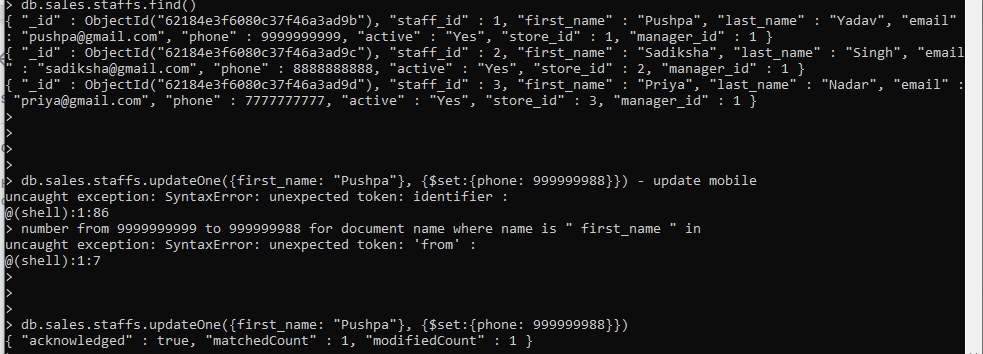 > db.sales.staffs.find()
{ "_id" : ObjectId("62184e3f6080c37f46a3ad9b"), "staff_id" : 1, "first_name" : "Pushpa", "last_name" : "Yadav", "email"
: "pushpa@gmail.com", "phone" : 9999999999, "active" : "Yes", "store_id" : 1, "manager_id" : 1 }
{ "_id" : ObjectId("62184e3f6080c37f46a3ad9c"), "staff_id" : 2, "first_name" : "Sadiksha", "last_name" : "Singh", "email
" : "sadiksha@gmail.com", "phone" : 8888888888, "active" : "Yes", "store_id" : 2, "manager_id" : 1 }
{ "_id" : ObjectId("62184e3f6080c37f46a3ad9d"), "staff_id" : 3, "first_name" : "Priya", "last_name" : "Nadar", "email" :
"priya@gmail.com", "phone" : 7777777777, "active" : "Yes", "store_id" : 3, "manager_id" : 1 }
>
>
>
>
> db.sales.staffs.updateOne({first_name: "Pushpa"}, {$set:{phone: 999999988}}) - update mobile
uncaught exception: SyntaxError: unexpected token: identifier :
@(shell):1:86
> number from 9999999999 to 999999988 for document name where name is " first_name " in
uncaught exception: SyntaxError: unexpected token: 'from' :
@(shell):1:7
>
>
>
> db.sales.staffs.updateOne({first_name: "Pushpa"}, {$set:{phone: 999999988}})
{ "acknowledged" : true, "matchedCount" : 1, "modifiedCount" : 1 }